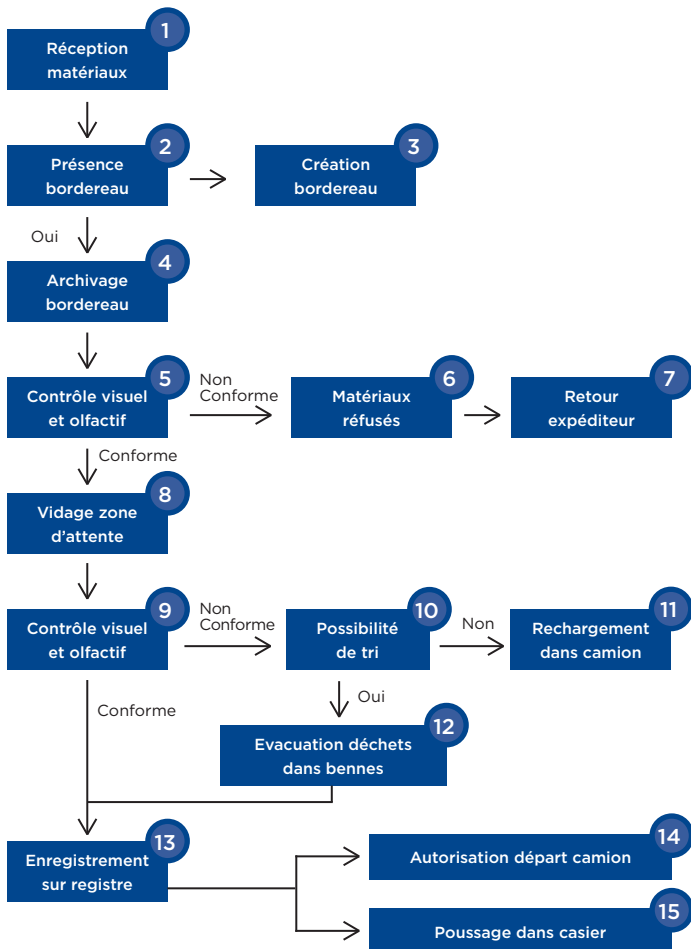 1
Réception
matériaux
2
Présence
bordereau
3
Création
bordereau
Oui
4
Archivage
bordereau
5
Contrôle visuel
et olfactif
Non
Conforme
6
Matériaux
réfusés
7
Retour
expéditeur
Conforme
8
Vidage zone
d'attente
9
Contrôle visuel
et olfactif
Non
Conforme
10
Possibilité
de tri
Non
11
Rechargement
dans camion
Conforme
Oui
12
Evacuation déchets
dans bennes
13
Enregistrement
sur registre
14
Autorisation départ camion
15
Poussage dans casier